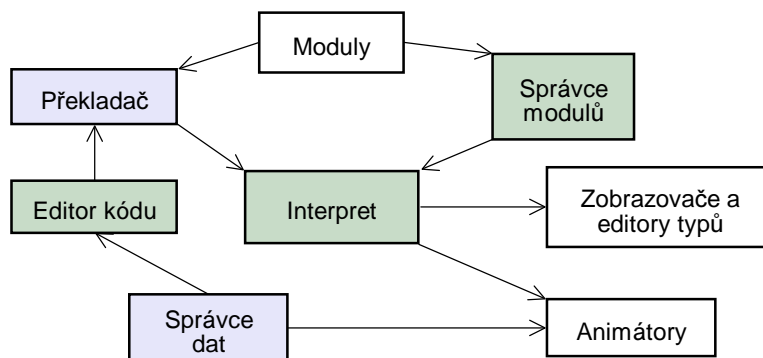 Moduly
Překladač
Správce
modulů
Editor kódu
Interpret
Zobrazovače a
editory typů
Správce
dat
Animátory